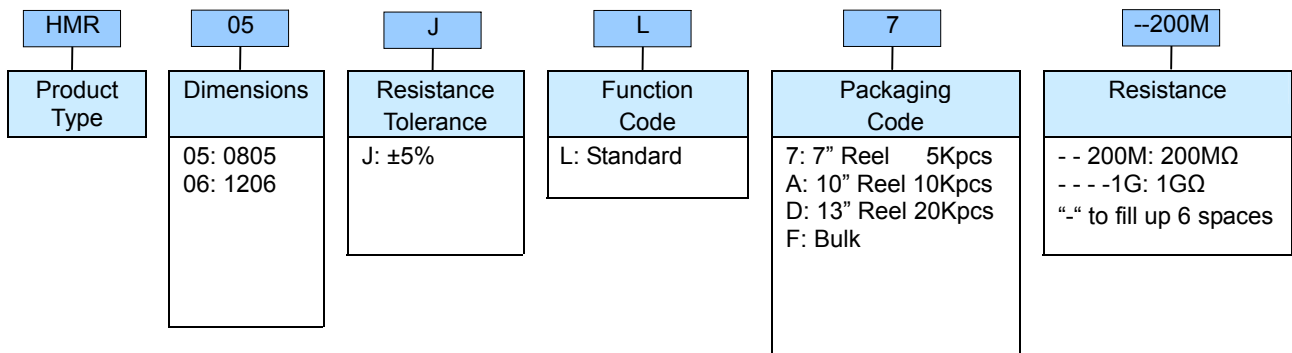 HMR 05 J L 7 --200M
Product Type
Dimensions
05: 0805
06: 1206
Resistance
Tolerance
J: ±5%
Function
Code
L: Standard
Packaging
Code
7: 7” Reel 5Kpcs
A: 10” Reel 10Kpcs
D: 13” Reel 20Kpcs
F: Bulk
Resistance
- - 200M: 200MΩ
- - - -1G: 1GΩ
“-“ to fill up 6 spaces